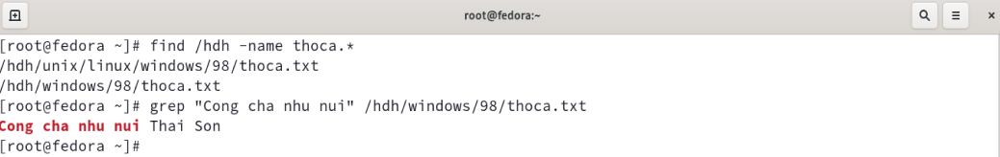 root@fedora:~
[root@fedora ~]# find /hdh -name thoca.*
/hdh/unix/linux/windows/98/thoca.txt
/hdh/windows/98/thoca.txt
[root@fedora ~]# grep "Cong cha nhu nui" /hdh/windows/98/thoca.txt
Cong cha nhu nui Thai Son
[root@fedora ~]#